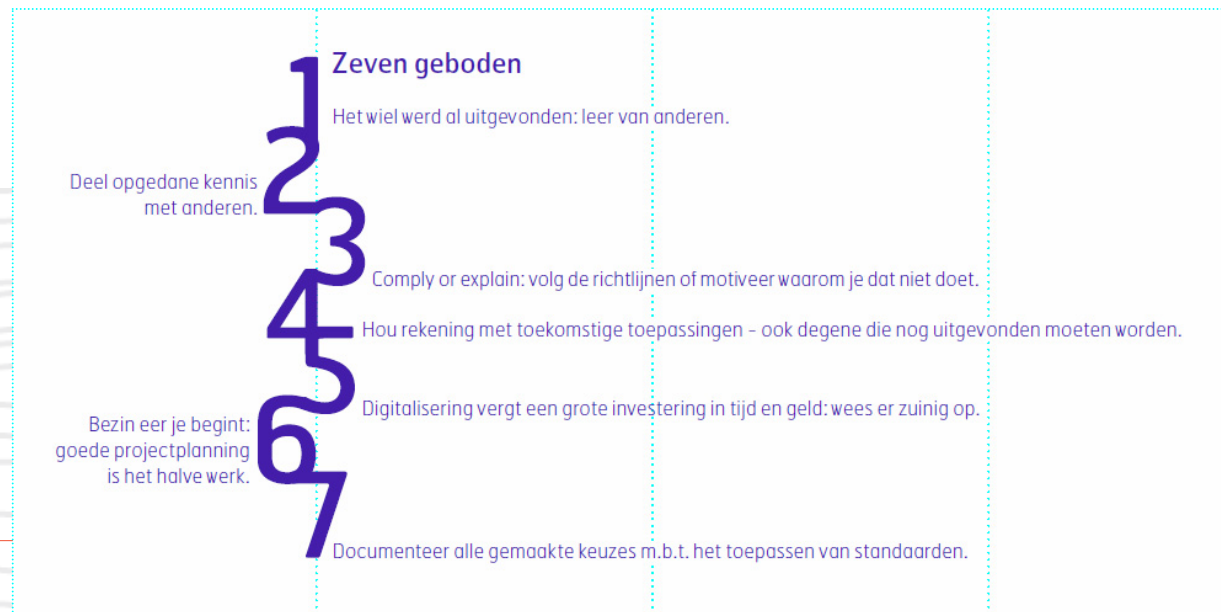 Zeven geboden
1
Het wiel werd al uitgevonden: leer van anderen.
2
Deel opgedane kennis
met anderen.
3
Comply or explain: volg de richtlijnen of motiveer waarom je dat niet doet.
4
Hou rekening met toekomstige toepassingen - ook degene die nog uitgevonden moeten worden.
5
Digitalisering vergt een grote investering in tijd en geld: wees er zuinig op.
6
Bezin eer je begint:
goede projectplanning
is het halve werk.
7
Documenteer alle gemaakte keuzes m.b.t. het toepassen van standaarden.